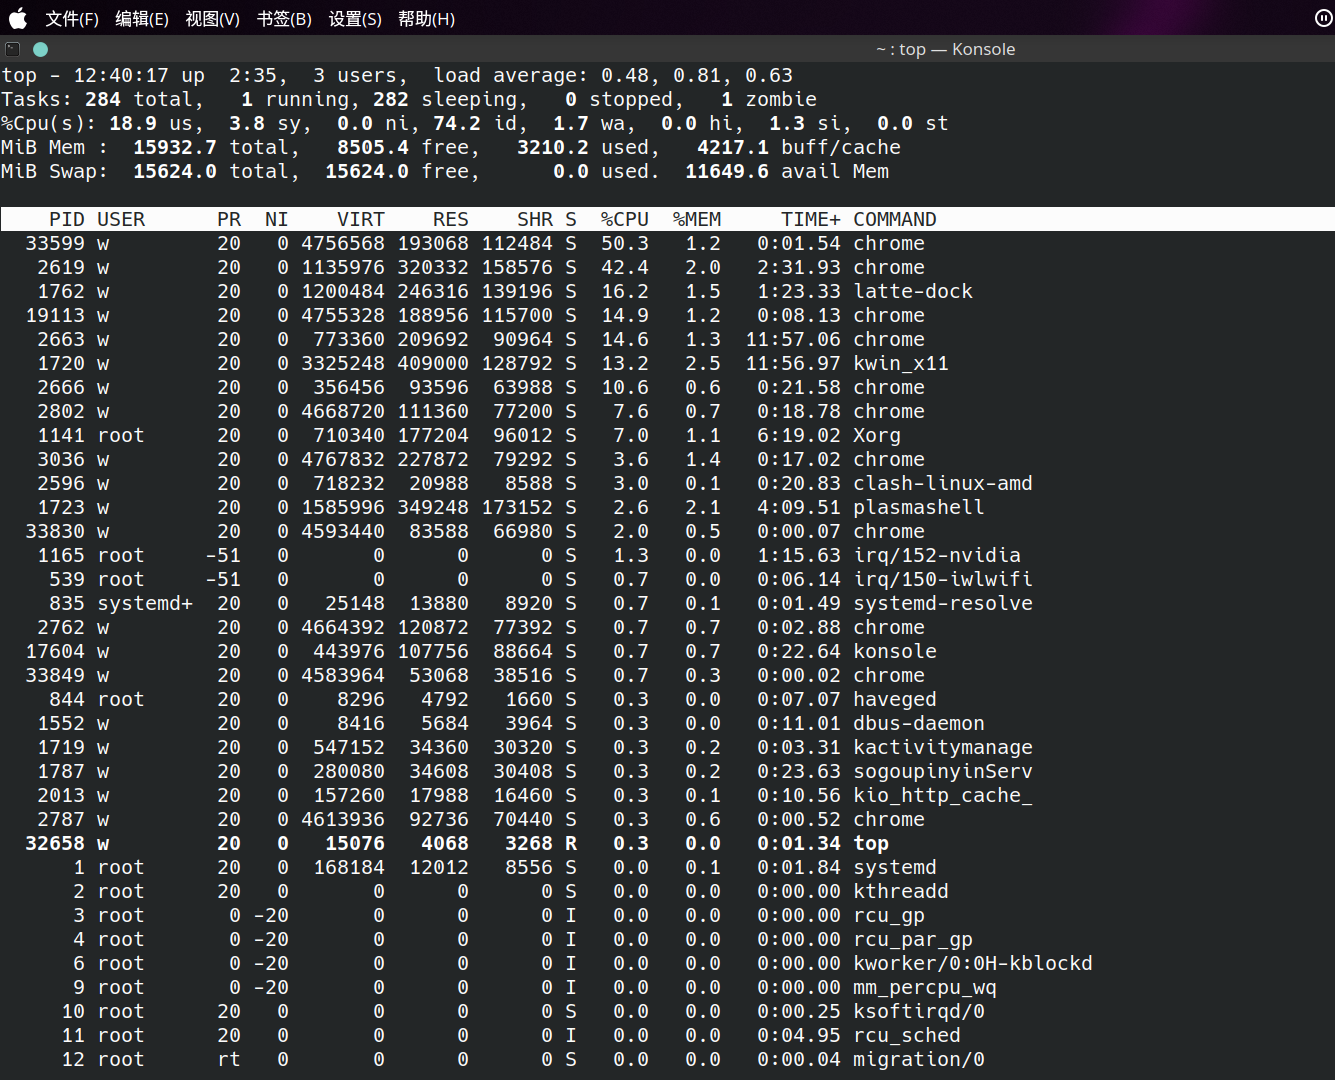 文件(F) 编辑(E) 视图(V) 书签(B) 设置(S) 帮助(H)
~ : top — Konsole
top - 12:40:17 up  2:35,  3 users,  load average: 0.48, 0.81, 0.63
Tasks: 284 total,   1 running, 282 sleeping,   0 stopped,   1 zombie
%Cpu(s): 18.9 us,  3.8 sy,  0.0 ni, 74.2 id,  1.7 wa,  0.0 hi,  1.3 si,  0.0 st
MiB Mem :  15932.7 total,   8505.4 free,   3210.2 used,   4217.1 buff/cache
MiB Swap:  15624.0 total,  15624.0 free,      0.0 used.  11649.6 avail Mem
PID USER      PR  NI    VIRT    RES    SHR S  %CPU  %MEM     TIME+ COMMAND
33599 w         20   0 4756568 193068 112484 S  50.3   1.2   0:01.54 chrome
2619 w         20   0 1135976 320332 158576 S  42.4   2.0   2:31.93 chrome
1762 w         20   0 1200484 246316 139196 S  16.2   1.5   1:23.33 latte-dock
19113 w         20   0 4755328 188956 115700 S  14.9   1.2   0:08.13 chrome
2663 w         20   0  773360 209692  90964 S  14.6   1.3  11:57.06 chrome
1720 w         20   0 3325248 409000 128792 S  13.2   2.5  11:56.97 kwin_x11
2666 w         20   0  356456  93596  63988 S  10.6   0.6   0:21.58 chrome
2802 w         20   0 4668720 111360  77200 S   7.6   0.7   0:18.78 chrome
1141 root      20   0  710340 177204  96012 S   7.0   1.1   6:19.02 Xorg
3036 w         20   0 4767832 227872  79292 S   3.6   1.4   0:17.02 chrome
2596 w         20   0  718232  20988   8588 S   3.0   0.1   0:20.83 clash-linux-amd
1723 w         20   0 1585996 349248 173152 S   2.6   2.1   4:09.51 plasmashell
33830 w         20   0 4593440  83588  66980 S   2.0   0.5   0:00.07 chrome
1165 root     -51   0       0      0      0 S   1.3   0.0   1:15.63 irq/152-nvidia
539 root     -51   0       0      0      0 S   0.7   0.0   0:06.14 irq/150-iwlwifi
835 systemd+  20   0   25148  13880   8920 S   0.7   0.1   0:01.49 systemd-resolve
2762 w         20   0 4664392 120872  77392 S   0.7   0.7   0:02.88 chrome
17604 w         20   0  443976 107756  88664 S   0.7   0.7   0:22.64 konsole
33849 w         20   0 4583964  53068  38516 S   0.7   0.3   0:00.02 chrome
844 root      20   0    8296   4792   1660 S   0.3   0.0   0:07.07 haveged
1552 w         20   0    8416   5684   3964 S   0.3   0.0   0:11.01 dbus-daemon
1719 w         20   0  547152  34360  30320 S   0.3   0.2   0:03.31 kactivitymanage
1787 w         20   0  280080  34608  30408 S   0.3   0.2   0:23.63 sogoupinyinServ
2013 w         20   0  157260  17988  16460 S   0.3   0.1   0:10.56 kio_http_cache_
2787 w         20   0 4613936  92736  70440 S   0.3   0.6   0:00.52 chrome
32658 w         20   0   15076   4068   3268 R   0.3   0.0   0:01.34 top
1 root      20   0  168184  12012   8556 S   0.0   0.1   0:01.84 systemd
2 root      20   0       0      0      0 S   0.0   0.0   0:00.00 kthreadd
3 root       0 -20       0      0      0 I   0.0   0.0   0:00.00 rcu_gp
4 root       0 -20       0      0      0 I   0.0   0.0   0:00.00 rcu_par_gp
6 root       0 -20       0      0      0 I   0.0   0.0   0:00.00 kworker/0:0H-kblockd
9 root       0 -20       0      0      0 I   0.0   0.0   0:00.00 mm_percpu_wq
10 root      20   0       0      0      0 S   0.0   0.0   0:00.25 ksoftirqd/0
11 root      20   0       0      0      0 I   0.0   0.0   0:04.95 rcu_sched
12 root      rt   0       0      0      0 S   0.0   0.0   0:00.04 migration/0